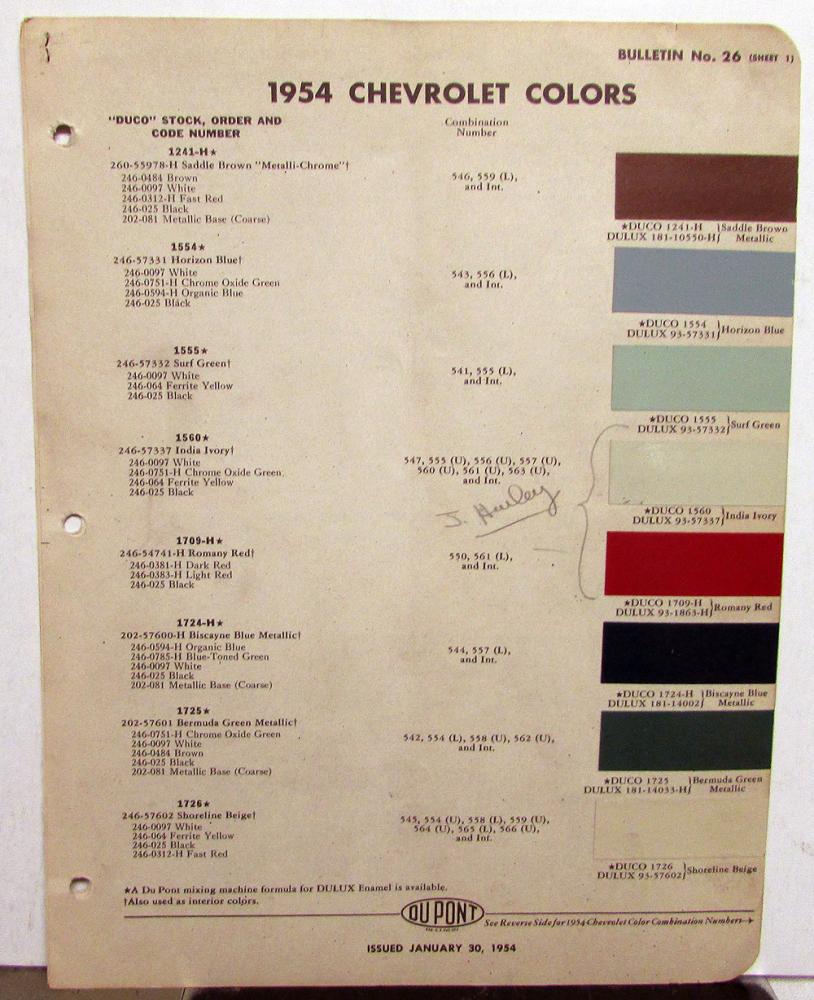 BULLETIN No. 26 (SHEET 1)
1954 CHEVROLET COLORS
"DUCO" STOCK, ORDER AND
CODE NUMBER
Combination
Number
1241-H★
260-55978-H Saddle Brown "Metalli-Chrome"†
246-0484 Brown
246-0097 White
246-0312-H Fast Red
246-025 Black
202-081 Metallic Base (Coarse)
546, 559 (L),
and Int.
★DUCO 1241-H
DULUX 181-10550-H
Saddle Brown
Metallic
1554★
246-57331 Horizon Blue†
246-0097 White
246-0751-H Chrome Oxide Green
246-0594-H Organic Blue
246-025 Black
543, 556 (L),
and Int.
★DUCO 1554
DULUX 93-57331
Horizon Blue
1555★
246-57332 Surf Green†
246-0097 White
246-064 Ferrite Yellow
246-025 Black
541, 555 (L),
and Int.
★DUCO 1555
DULUX 93-57332
Surf Green
1560★
246-57337 India Ivory†
246-0097 White
246-0751-H Chrome Oxide Green
246-064 Ferrite Yellow
246-025 Black
547, 555 (U), 556 (U), 557 (U),
560 (U), 561 (U), 563 (U),
and Int.
J. Hurley
★DUCO 1560
DULUX 93-57337
India Ivory
1709-H★
246-54741-H Romany Red†
246-0381-H Dark Red
246-0383-H Light Red
246-025 Black
550, 561 (L),
and Int.
★DUCO 1709-H
DULUX 93-1863-H
Romany Red
1724-H★
202-57600-H Biscayne Blue Metallic†
246-0594-H Organic Blue
246-0785-H Blue-Toned Green
246-0097 White
246-025 Black
202-081 Metallic Base (Coarse)
544, 557 (L),
and Int.
★DUCO 1724-H
DULUX 181-14002
Biscayne Blue
Metallic
1725★
202-57601 Bermuda Green Metallic†
246-0751-H Chrome Oxide Green
246-0097 White
246-0484 Brown
246-025 Black
202-081 Metallic Base (Coarse)
542, 554 (L), 558 (U), 562 (U),
and Int.
★DUCO 1725
DULUX 181-14033-H
Bermuda Green
Metallic
1726★
246-57602 Shoreline Beige†
246-0097 White
246-064 Ferrite Yellow
246-025 Black
246-0312-H Fast Red
545, 554 (U), 558 (L), 559 (U),
564 (U), 565 (L), 566 (U),
and Int.
★DUCO 1726
DULUX 93-57602
Shoreline Beige
★A Du Pont mixing machine formula for DULUX Enamel is available.
†Also used as interior colors.
DU PONT
See Reverse Side for 1954 Chevrolet Color Combination Numbers
ISSUED JANUARY 30, 1954